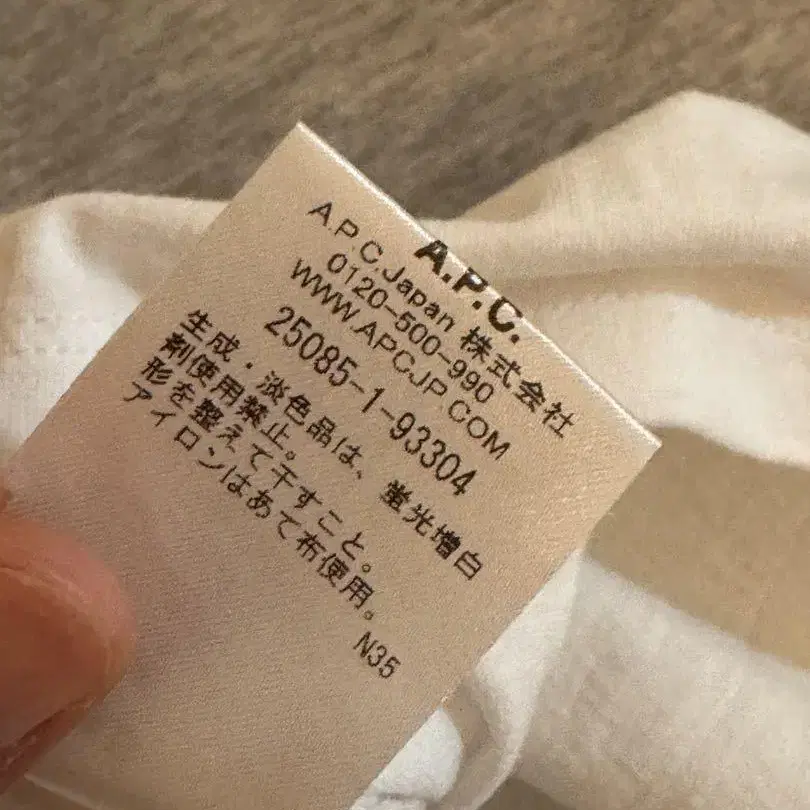 A.P.C.
A.P.C.Japan 株式会社
0120-500-990
WWW.APCJP.COM
25085-1-93304
生成・淡色品は、蛍光増白
剤使用禁止。
形を整えて干すこと。
アイロンはあて布使用。
N35